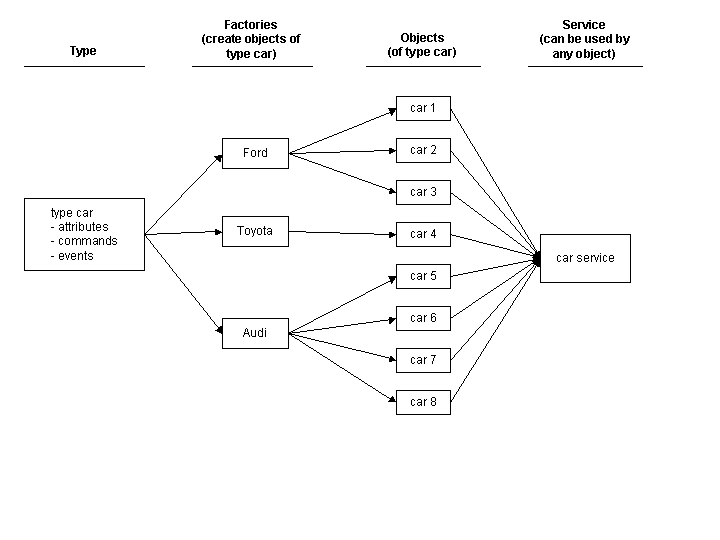 Type
Factories
(create objects of
type car)
Objects
(of type car)
Service
(can be used by
any object)
type car
- attributes
- commands
- events
Ford
Toyota
Audi
car 1
car 2
car 3
car 4
car 5
car 6
car 7
car 8
car service